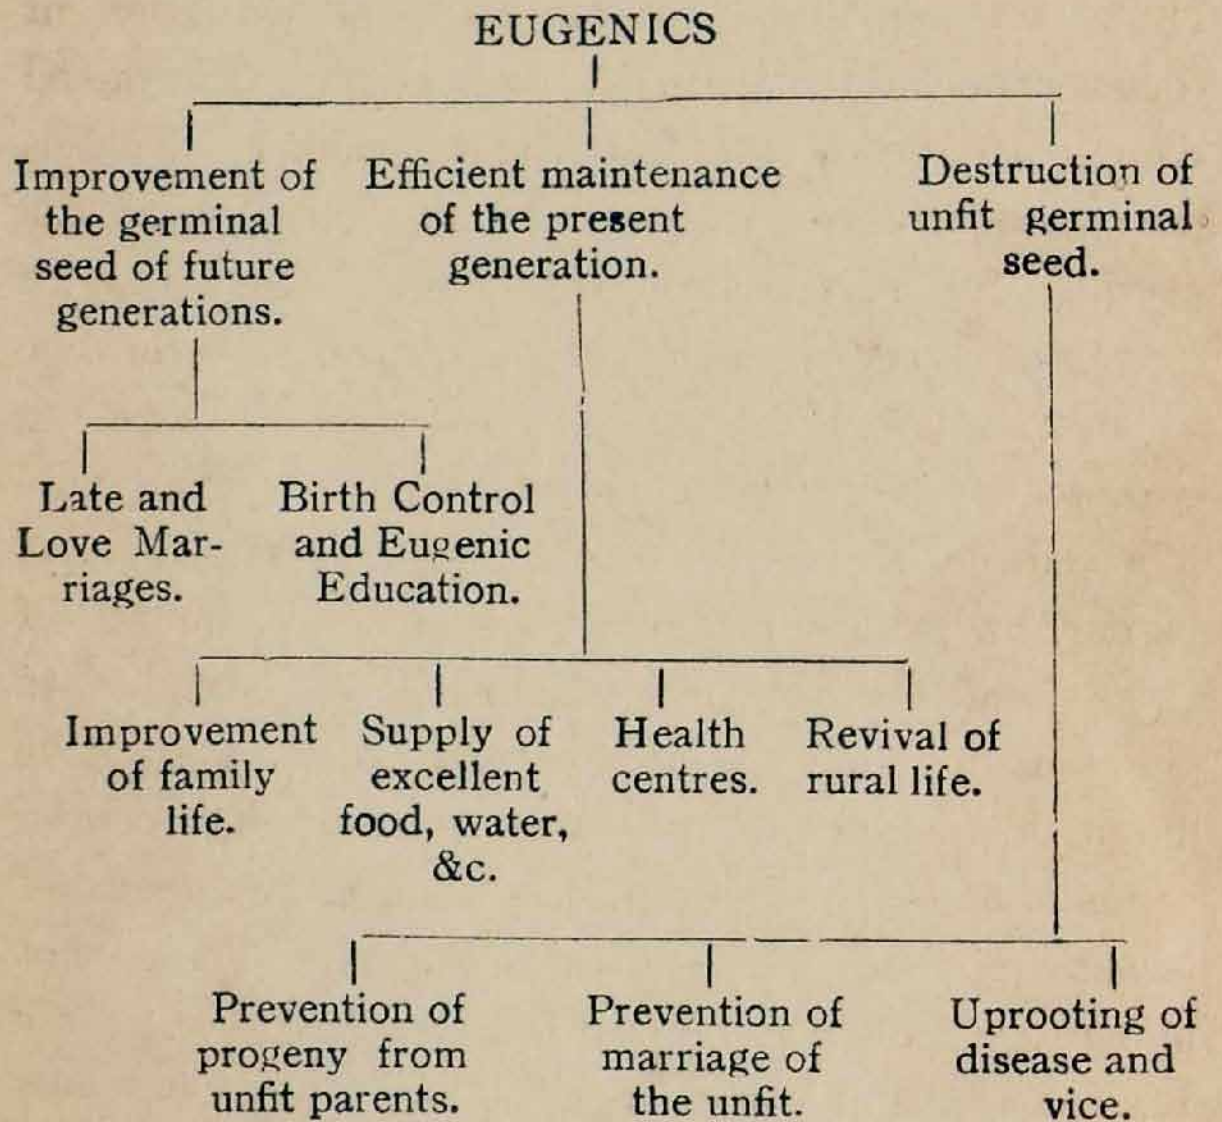 EUGENICS
Improvement of
the germinal
seed of future
generations.
Efficient maintenance
of the present
generation.
Destruction of
unfit germinal
seed.
Late and
Love Mar-
riages.
Birth Control
and Eugenic
Education.
Improvement
of family
life.
Supply of
excellent
food, water,
&c.
Health
centres.
Revival of
rural life.
Prevention of
progeny from
unfit parents.
Prevention of
marriage of
the unfit.
Uprooting of
disease and
vice.